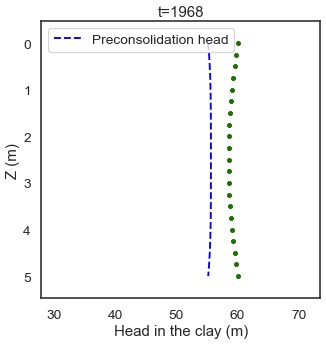 t=1968
Preconsolidation head
0
1
2
3
4
5
Z (m)
30 40 50 60 70
Head in the clay (m)